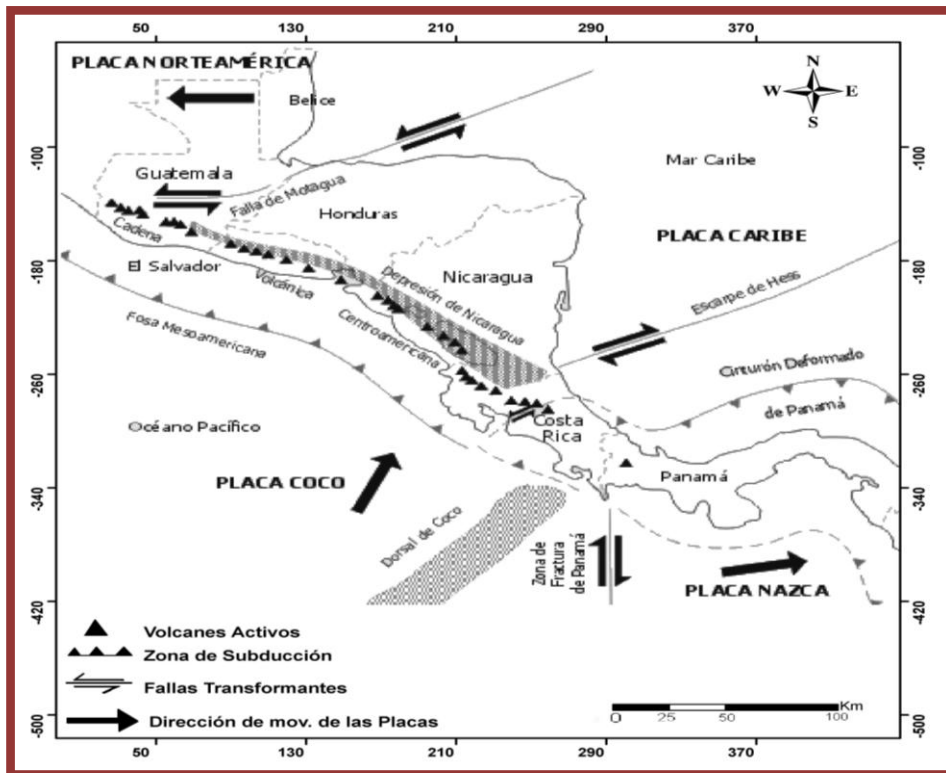 50 130 210 290 370
PLACA NORTEAMÉRICA
N
W E
S
Belice
-100
-100
Mar Caribe
Guatemala
Falla de Motagua
Honduras
PLACA CARIBE
Cadena
El Salvador
Volcánica
Centroamericana
-180
-180
Depresión de Nicaragua
Nicaragua
Escarpe de Hess
Fosa Mesoamericana
-260
-260
Cinturón Deformado
de Panamá
Océano Pacífico
Costa
Rica
PLACA COCO
Panamá
-340
-340
Dorsal de Coco
Zona de
Fractura
de Panamá
PLACA NAZCA
-420
-420
Volcanes Activos
Zona de Subducción
Fallas Transformantes
Dirección de mov. de las Placas
Km
0 25 50 100
-500
-500
50 130 210 290 370